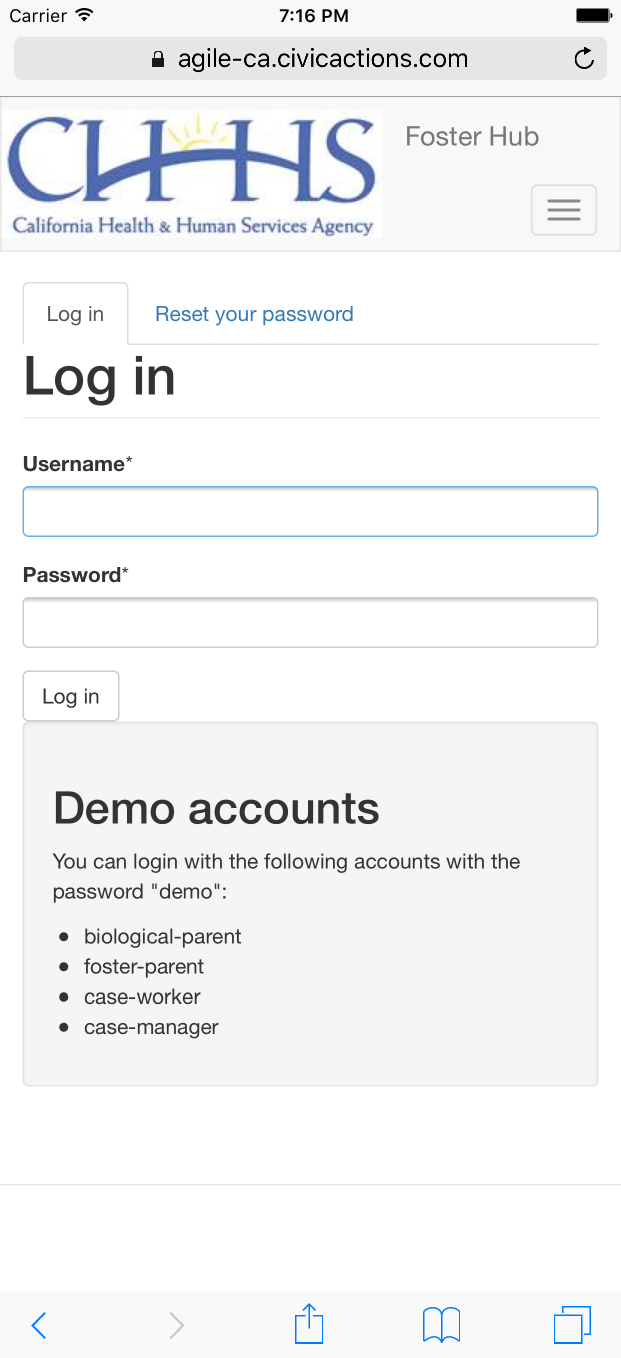 Carrier 7:16 PM
agile-ca.civicactions.com
CHHS
California Health & Human Services Agency
Foster Hub
Log in Reset your password
Log in
Username*
Password*
Log in
Demo accounts
You can login with the following accounts with the
password "demo":
biological-parent
foster-parent
case-worker
case-manager